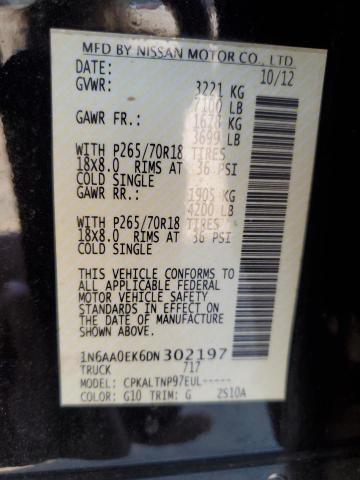 MFD BY NISSAN MOTOR CO., LTD.
DATE: 10/12
GVWR: 3221 KG
7100 LB
GAWR FR.: 1678 KG
3699 LB
WITH P265/70R18 TIRES
18X8.0 RIMS AT 36 PSI
COLD SINGLE
GAWR RR.: 1905 KG
4200 LB
WITH P265/70R18 TIRES
18X8.0 RIMS AT 36 PSI
COLD SINGLE
THIS VEHICLE CONFORMS TO
ALL APPLICABLE FEDERAL
MOTOR VEHICLE SAFETY
STANDARDS IN EFFECT ON
THE DATE OF MANUFACTURE
SHOWN ABOVE.
1N6AA0EK6DN302197
TRUCK 717
MODEL: CPKALTNP97EUL-----
COLOR: G10 TRIM: G 2S10A